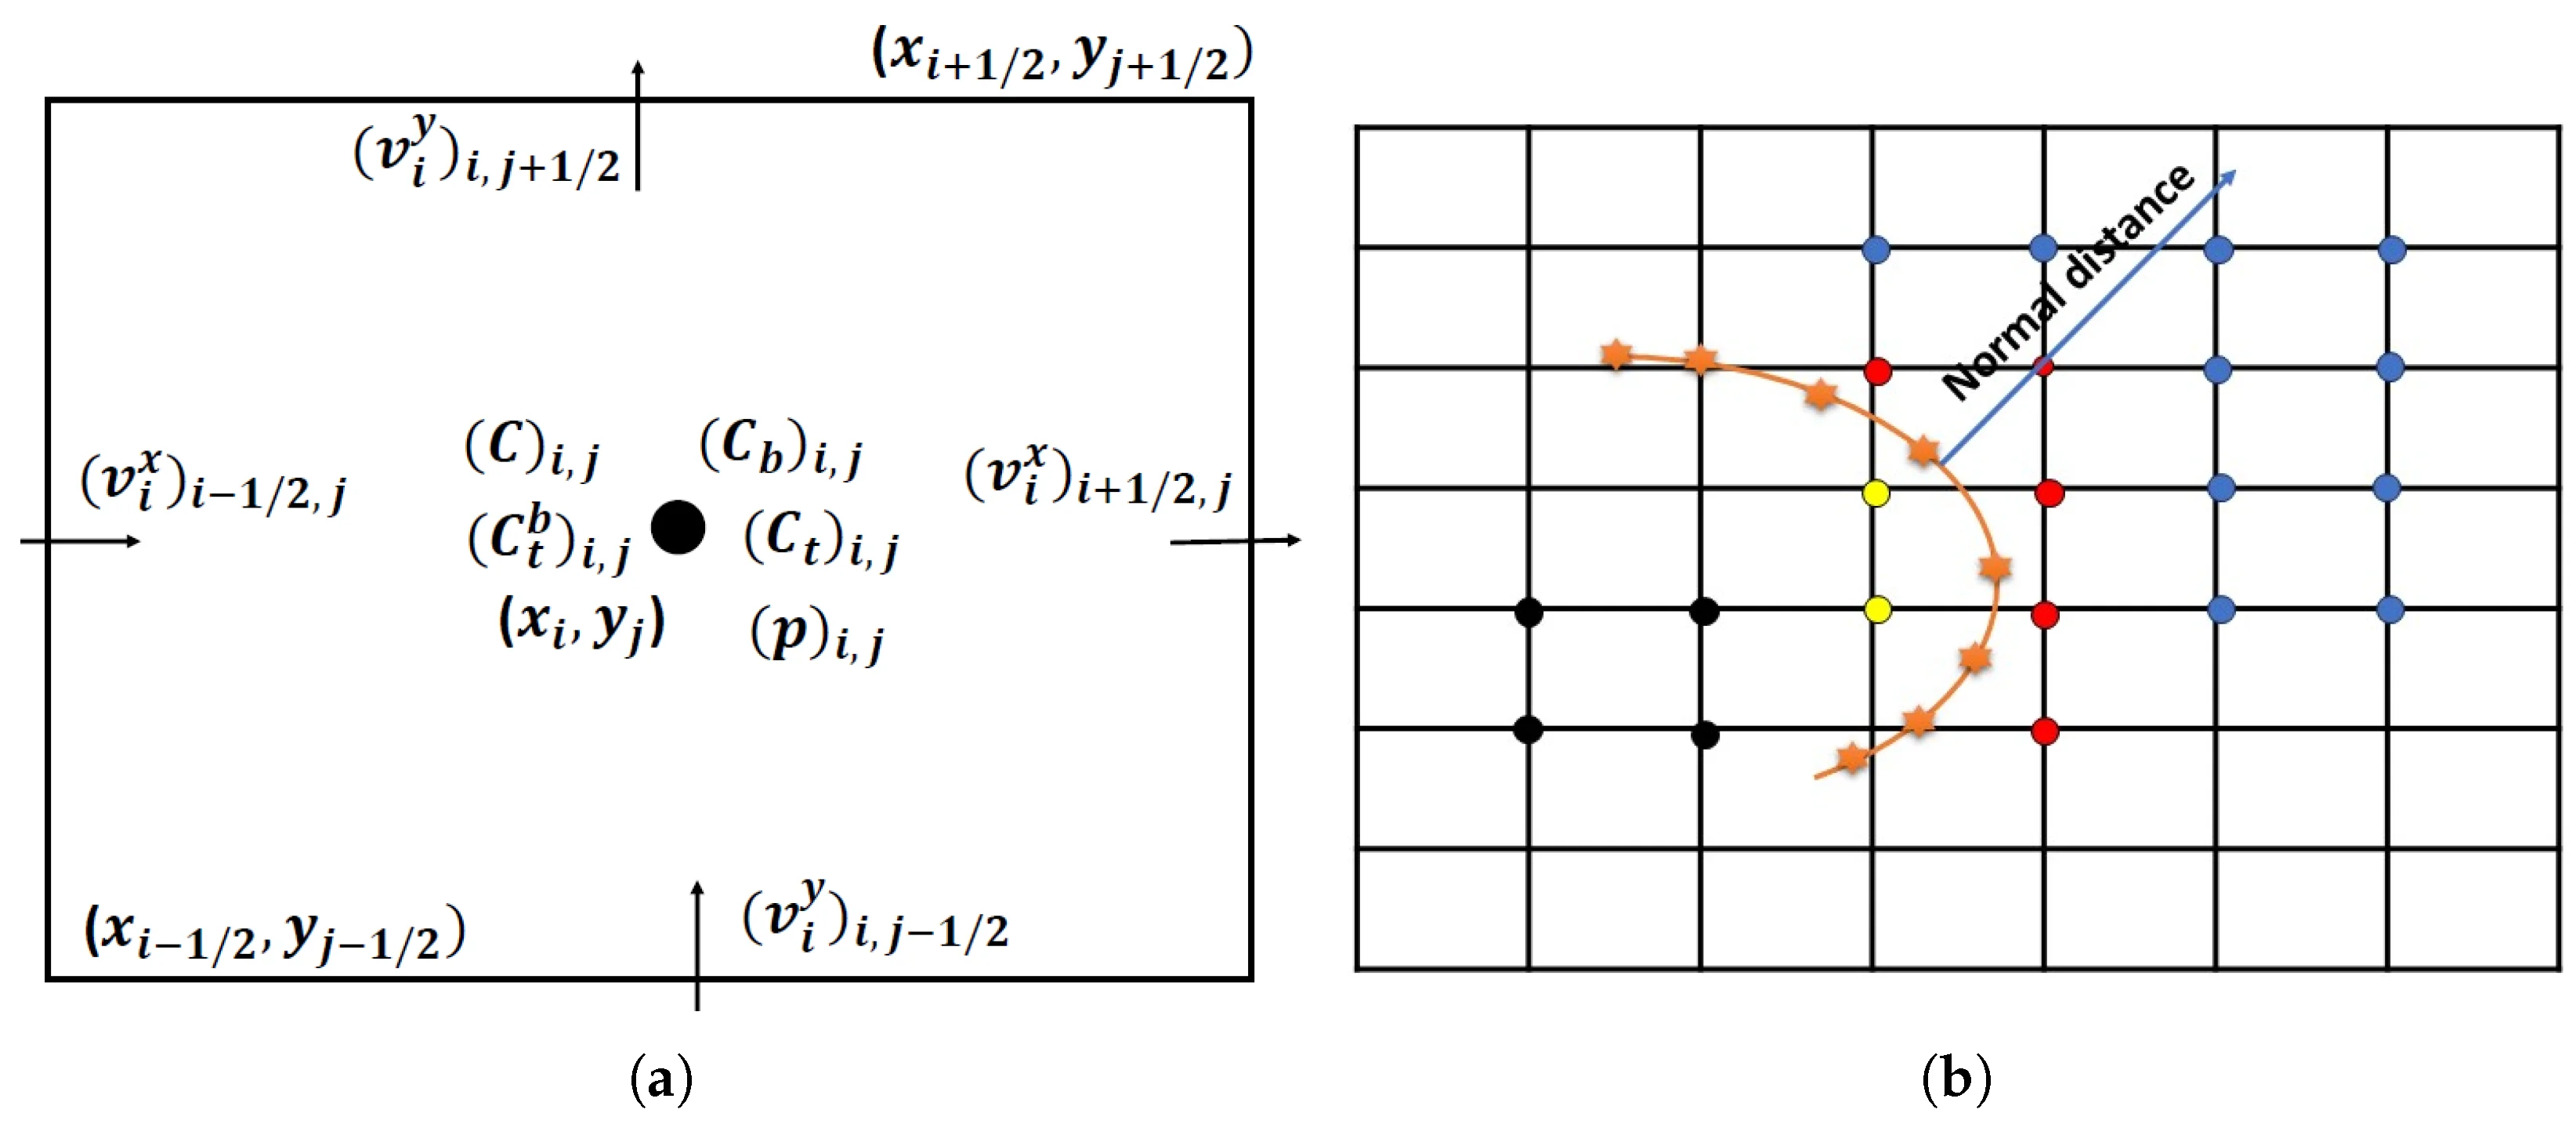 (x_{i+1/2}, y_{j+1/2})
(v_i^y)_{i,j+1/2}
(C)_{i,j} (C_b)_{i,j}
(v_i^x)_{i−1/2,j} (v_i^x)_{i+1/2,j}
(C_t^b)_{i,j} (C_t)_{i,j}
(x_i, y_j) (p)_{i,j}
(x_{i−1/2}, y_{j−1/2}) (v_i^y)_{i,j−1/2}
(a)
Normal distance
(b)